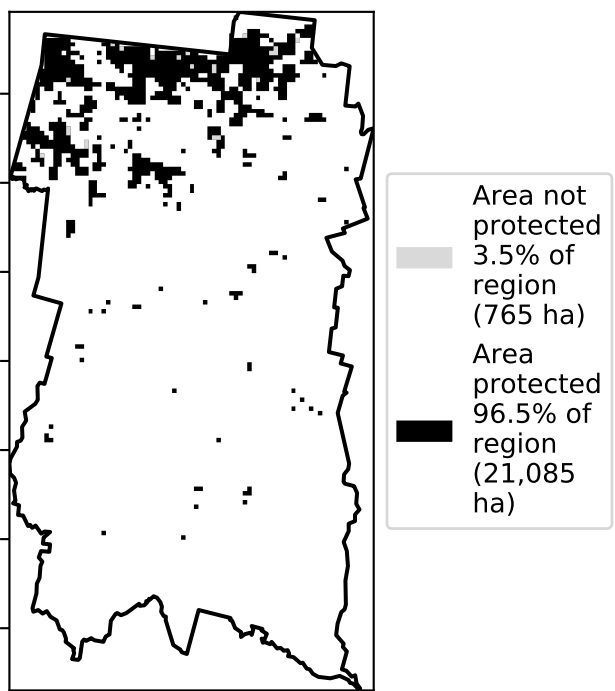 Area not
protected
3.5% of
region
(765 ha)
Area
protected
96.5% of
region
(21,085
ha)